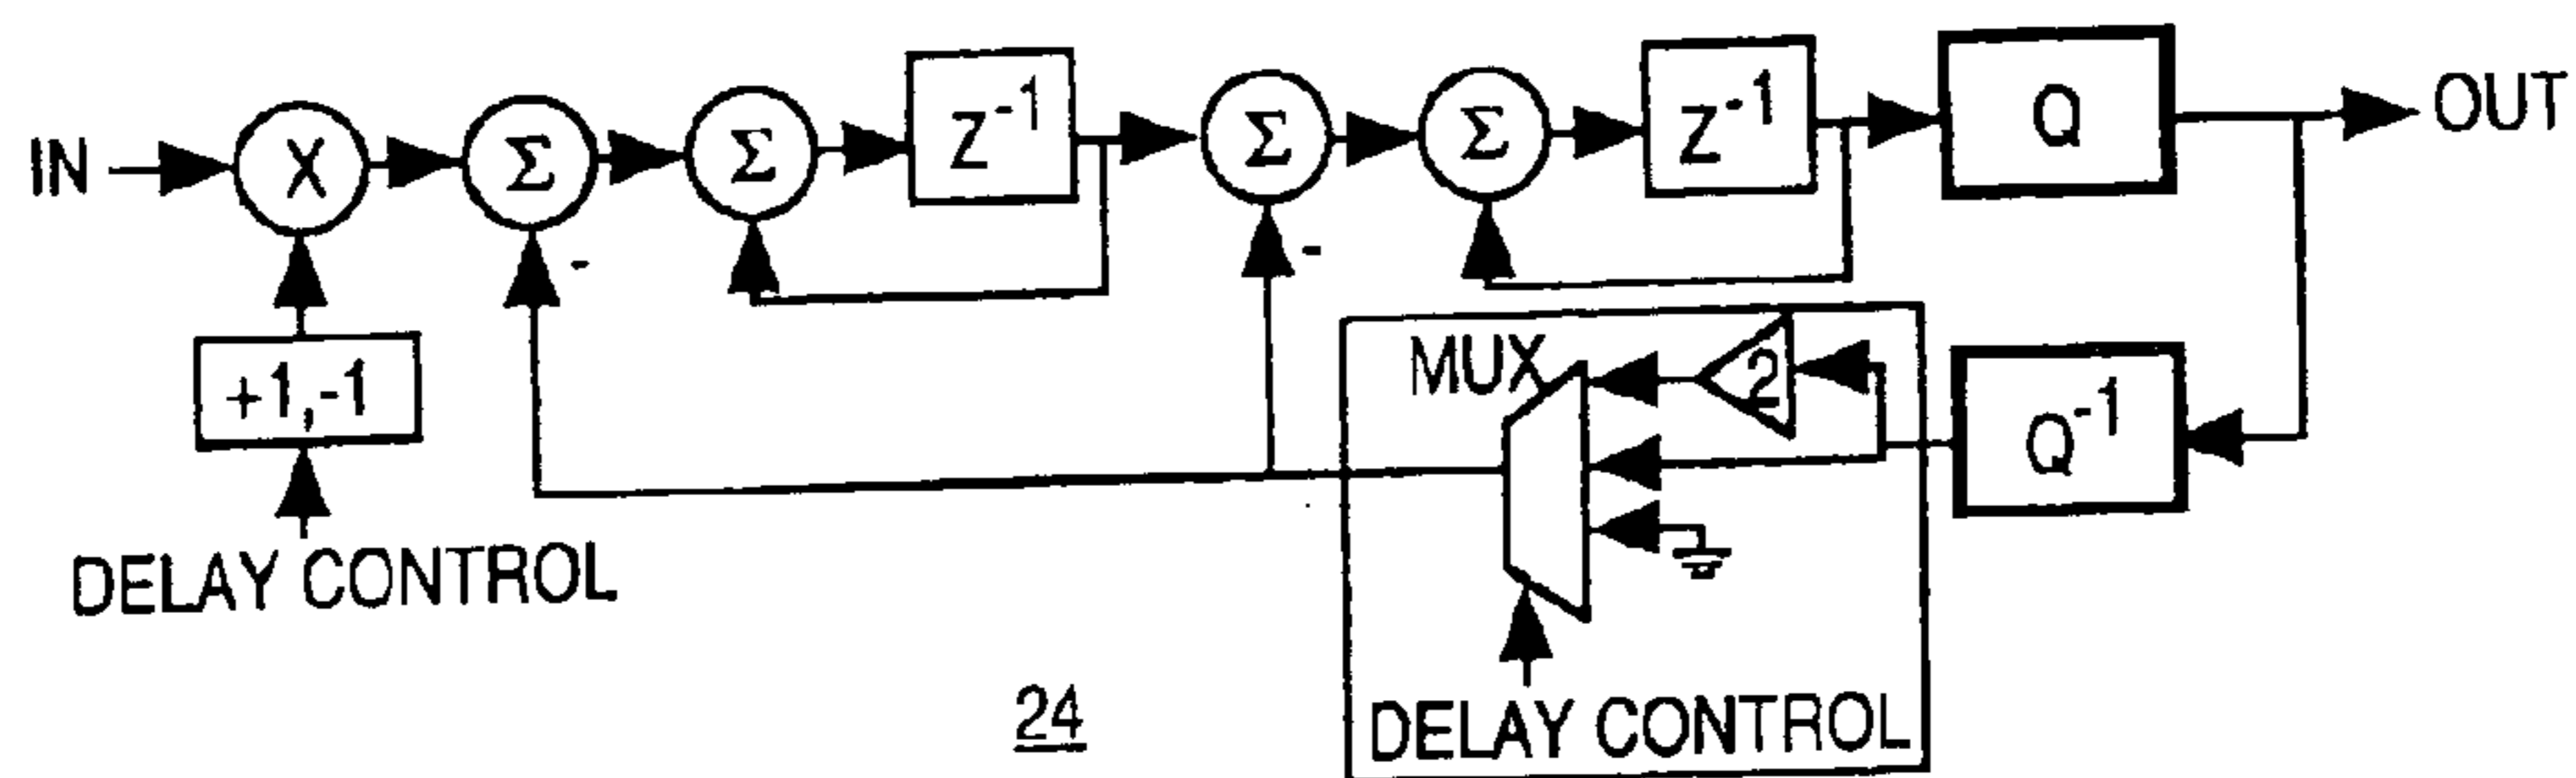 IN
X
Σ
Σ
Z⁻¹
Σ
Σ
Z⁻¹
Q
OUT
-
-
+1,-1
DELAY CONTROL
MUX
2
Q⁻¹
DELAY CONTROL
24